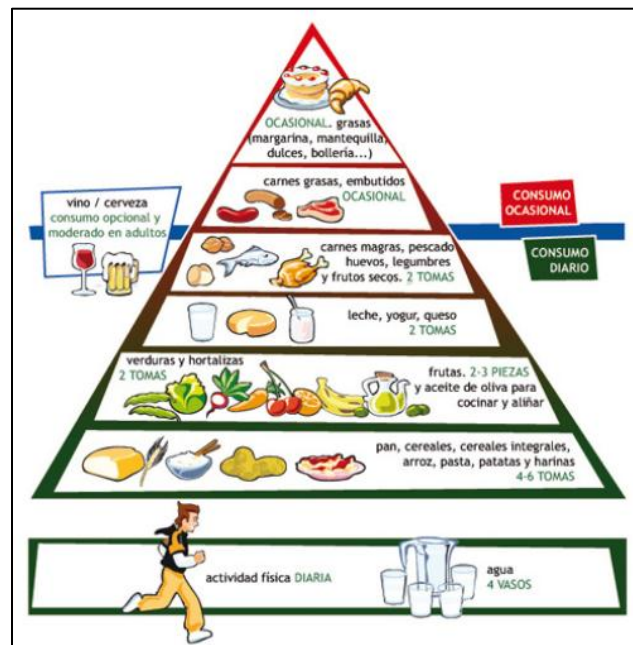 OCASIONAL. grasas
(margarina, mantequilla)
dulces, bollería...)
carnes grasas, embutidos
OCASIONAL
vino / cerveza
consumo opcional y
moderado en adultos
CONSUMO
OCASIONAL
CONSUMO
DIARIO
carnes magras, pescado
huevos, legumbres
y frutos secos. 2 TOMAS
leche, yogur, queso
2 TOMAS
verduras y hortalizas
2 TOMAS
frutas. 2-3 PIEZAS
y aceite de oliva para
cocinar y aliñar
pan, cereales, cereales integrales,
arroz, pasta, patatas y harinas
4-6 TOMAS
actividad física DIARIA
agua
4 VASOS